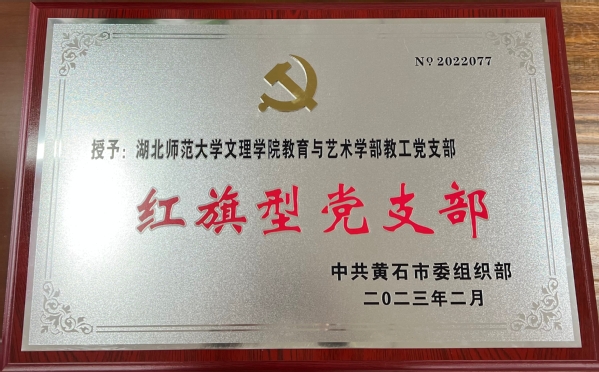 Nº 2022077
授予：湖北师范大学文理学院教育与艺术学部教工党支部
红旗型党支部
中共黄石市委组织部
二〇二三年二月